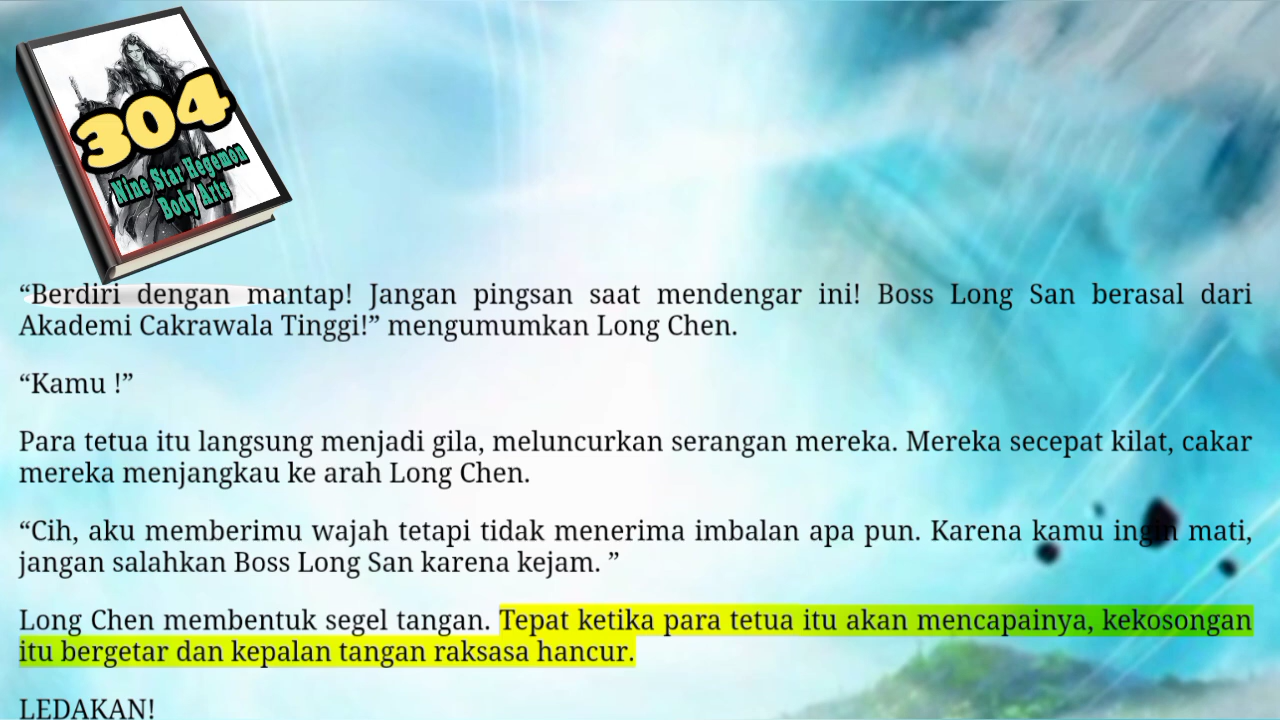 304
Nine Star Hegemon
Body Arts
“Berdiri dengan mantap! Jangan pingsan saat mendengar ini! Boss Long San berasal dari
Akademi Cakrawala Tinggi!” mengumumkan Long Chen.
“Kamu !”
Para tetua itu langsung menjadi gila, meluncurkan serangan mereka. Mereka secepat kilat, cakar
mereka menjangkau ke arah Long Chen.
“Cih, aku memberimu wajah tetapi tidak menerima imbalan apa pun. Karena kamu ingin mati,
jangan salahkan Boss Long San karena kejam. ”
Long Chen membentuk segel tangan. Tepat ketika para tetua itu akan mencapainya, kekosongan
itu bergetar dan kepalan tangan raksasa hancur.
LEDAKAN!